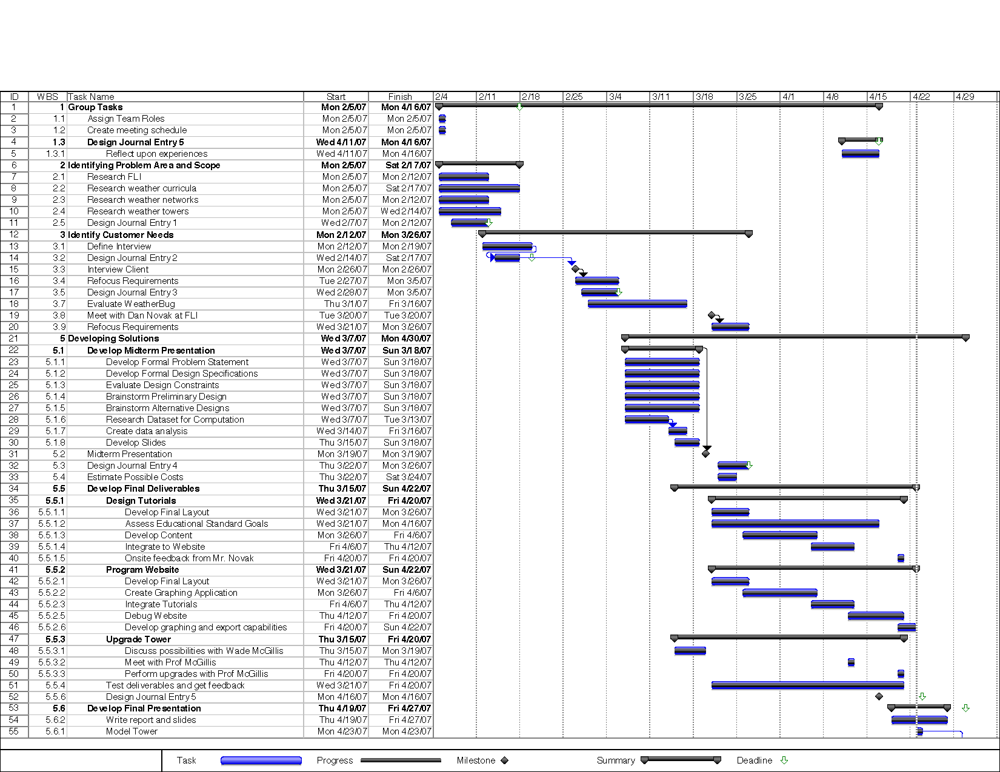 ID WBS Task Name Start Finish 2/4 2/11 2/18 2/25 3/4 3/11 3/18 3/25 4/1 4/8 4/15 4/22 4/29
1 1 Group Tasks Mon 2/5/07 Mon 4/16/07
2 1.1 Assign Team Roles Mon 2/5/07 Mon 2/5/07
3 1.2 Create meeting schedule Mon 2/5/07 Mon 2/5/07
4 1.3 Design Journal Entry 5 Wed 4/11/07 Mon 4/16/07
5 1.3.1 Reflect upon experiences Wed 4/11/07 Mon 4/16/07
6 2 Identifying Problem Area and Scope Mon 2/5/07 Sat 2/17/07
7 2.1 Research FLI Mon 2/5/07 Mon 2/12/07
8 2.2 Research weather curricula Mon 2/5/07 Sat 2/17/07
9 2.3 Research weather networks Mon 2/5/07 Mon 2/12/07
10 2.4 Research weather towers Mon 2/5/07 Wed 2/14/07
11 2.5 Design Journal Entry 1 Wed 2/7/07 Mon 2/12/07
12 3 Identify Customer Needs Mon 2/12/07 Mon 3/26/07
13 3.1 Define Interview Mon 2/12/07 Mon 2/19/07
14 3.2 Design Journal Entry 2 Wed 2/14/07 Sat 2/17/07
15 3.3 Interview Client Mon 2/26/07 Mon 2/26/07
16 3.4 Refocus Requirements Tue 2/27/07 Mon 3/5/07
17 3.5 Design Journal Entry 3 Wed 2/28/07 Mon 3/5/07
18 3.7 Evaluate WeatherBug Thu 3/1/07 Fri 3/16/07
19 3.8 Meet with Dan Novak at FLI Tue 3/20/07 Tue 3/20/07
20 3.9 Refocus Requirements Wed 3/21/07 Mon 3/26/07
21 5 Developing Solutions Wed 3/7/07 Mon 4/30/07
22 5.1 Develop Midterm Presentation Wed 3/7/07 Sun 3/18/07
23 5.1.1 Develop Formal Problem Statement Wed 3/7/07 Sun 3/18/07
24 5.1.2 Develop Formal Design Specifications Wed 3/7/07 Sun 3/18/07
25 5.1.3 Evaluate Design Constraints Wed 3/7/07 Sun 3/18/07
26 5.1.4 Brainstorm Preliminary Design Wed 3/7/07 Sun 3/18/07
27 5.1.5 Brainstorm Alternative Designs Wed 3/7/07 Sun 3/18/07
28 5.1.6 Research Dataset for Computation Wed 3/7/07 Tue 3/13/07
29 5.1.7 Create data analysis Wed 3/14/07 Fri 3/16/07
30 5.1.8 Develop Slides Thu 3/15/07 Sun 3/18/07
31 5.2 Midterm Presentation Mon 3/19/07 Mon 3/19/07
32 5.3 Design Journal Entry 4 Thu 3/22/07 Mon 3/26/07
33 5.4 Estimate Possible Costs Thu 3/22/07 Sat 3/24/07
34 5.5 Develop Final Deliverables Thu 3/15/07 Sun 4/22/07
35 5.5.1 Design Tutorials Wed 3/21/07 Fri 4/20/07
36 5.5.1.1 Develop Final Layout Wed 3/21/07 Mon 3/26/07
37 5.5.1.2 Assess Educational Standard Goals Wed 3/21/07 Mon 4/16/07
38 5.5.1.3 Develop Content Mon 3/26/07 Fri 4/6/07
39 5.5.1.4 Integrate to Website Fri 4/6/07 Thu 4/12/07
40 5.5.1.5 Onsite feedback from Mr. Novak Fri 4/20/07 Fri 4/20/07
41 5.5.2 Program Website Wed 3/21/07 Sun 4/22/07
42 5.5.2.1 Develop Final Layout Wed 3/21/07 Mon 3/26/07
43 5.5.2.2 Create Graphing Application Mon 3/26/07 Fri 4/6/07
44 5.5.2.3 Integrate Tutorials Fri 4/6/07 Thu 4/12/07
45 5.5.2.5 Debug Website Thu 4/12/07 Fri 4/20/07
46 5.5.2.6 Develop graphing and export capabilities Fri 4/20/07 Sun 4/22/07
47 5.5.3 Upgrade Tower Thu 3/15/07 Fri 4/20/07
48 5.5.3.1 Discuss possibilities with Wade McGillis Thu 3/15/07 Mon 3/19/07
49 5.5.3.2 Meet with Prof McGillis Thu 4/12/07 Thu 4/12/07
50 5.5.3.3 Perform upgrades with Prof McGillis Fri 4/20/07 Fri 4/20/07
51 5.5.4 Test deliverables and get feedback Wed 3/21/07 Fri 4/20/07
52 5.5.6 Design Journal Entry 5 Mon 4/16/07 Mon 4/16/07
53 5.6 Develop Final Presentation Thu 4/19/07 Fri 4/27/07
54 5.6.2 Write report and slides Thu 4/19/07 Fri 4/27/07
55 5.6.1 Model Tower Mon 4/23/07 Mon 4/23/07
Task Progress Milestone Summary Deadline